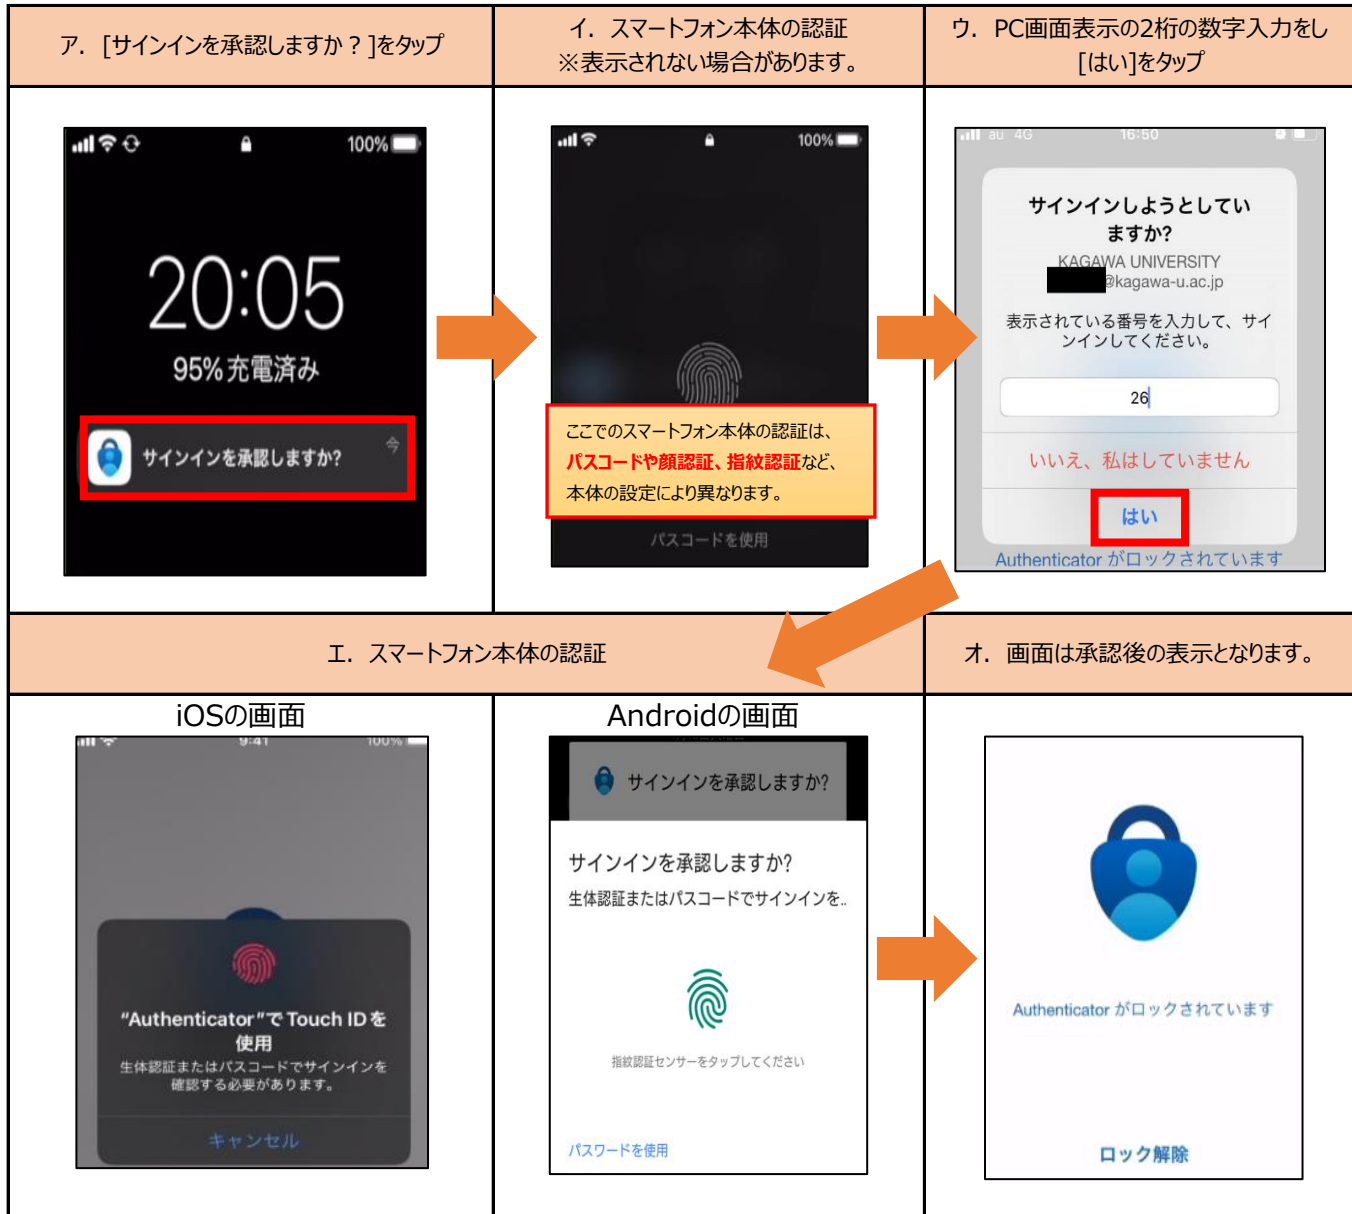 ア. [サインインを承認しますか？]をタップ
イ. スマートフォン本体の認証
※表示されない場合があります。
ウ. PC画面表示の2桁の数字入力をし
[はい]をタップ
100%
20:05
95% 充電済み
サインインを承認しますか?
今
100%
ここでのスマートフォン本体の認証は、
パスコードや顔認証、指紋認証など、
本体の設定により異なります。
パスコードを使用
au 4G 16:50
サインインしようとしてい
ますか?
KAGAWA UNIVERSITY
@kagawa-u.ac.jp
表示されている番号を入力して、サイ
ンインしてください。
26
いいえ、私はしていません
はい
Authenticator がロックされています
エ. スマートフォン本体の認証
オ. 画面は承認後の表示となります。
iOSの画面
9:41 100%
"Authenticator"で Touch ID を
使用
生体認証またはパスコードでサインインを
確認する必要があります。
キャンセル
Androidの画面
サインインを承認しますか?
サインインを承認しますか?
生体認証またはパスコードでサインインを..
指紋認証センサーをタップしてください
パスワードを使用
Authenticator がロックされています
ロック解除